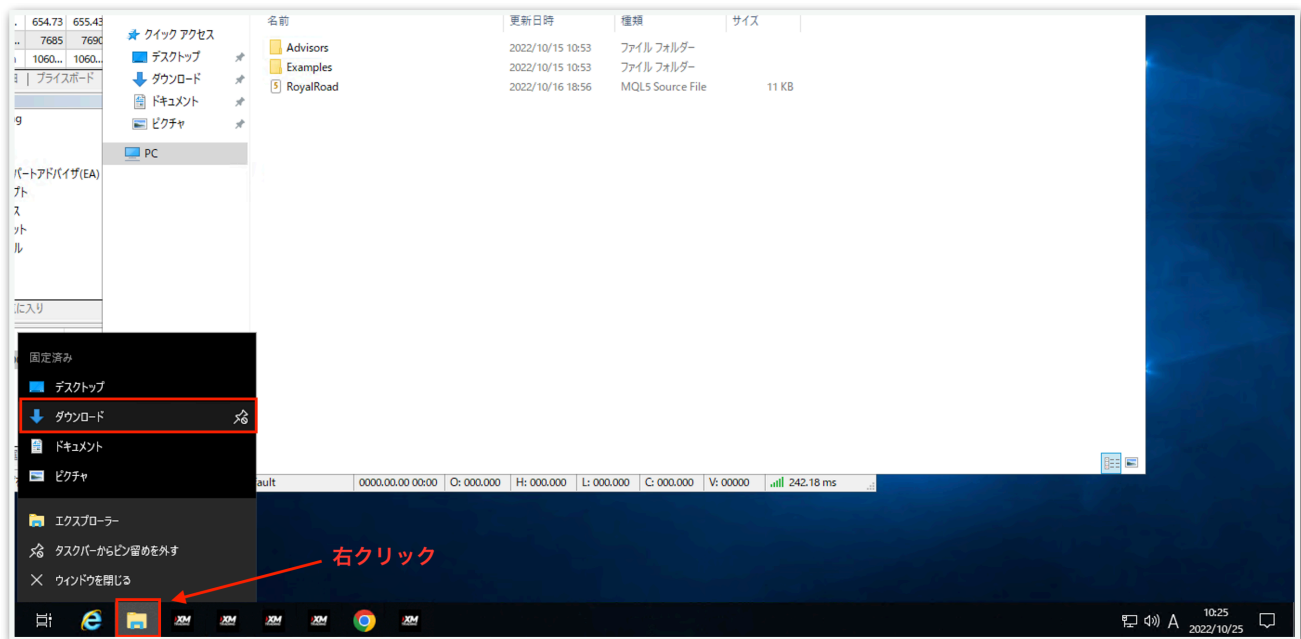 654.73 655.43
7685 7690
1060... 1060...
プライスボード
クイック アクセス
デスクトップ
ダウンロード
ドキュメント
ピクチャ
PC
名前 更新日時 種類 サイズ
Advisors 2022/10/15 10:53 ファイル フォルダー
Examples 2022/10/15 10:53 ファイル フォルダー
RoyalRoad 2022/10/16 18:56 MQL5 Source File 11 KB
パートアドバイザ(EA)
プト
ス
ット
ル
に入り
固定済み
デスクトップ
ダウンロード
ドキュメント
ピクチャ
エクスプローラー
タスクバーからピン留めを外す
ウィンドウを閉じる
ault 0000.00.00 00:00 O: 000.000 H: 000.000 L: 000.000 C: 000.000 V: 00000 242.18 ms
右クリック
XM XM XM XM XM
A 10:25
2022/10/25